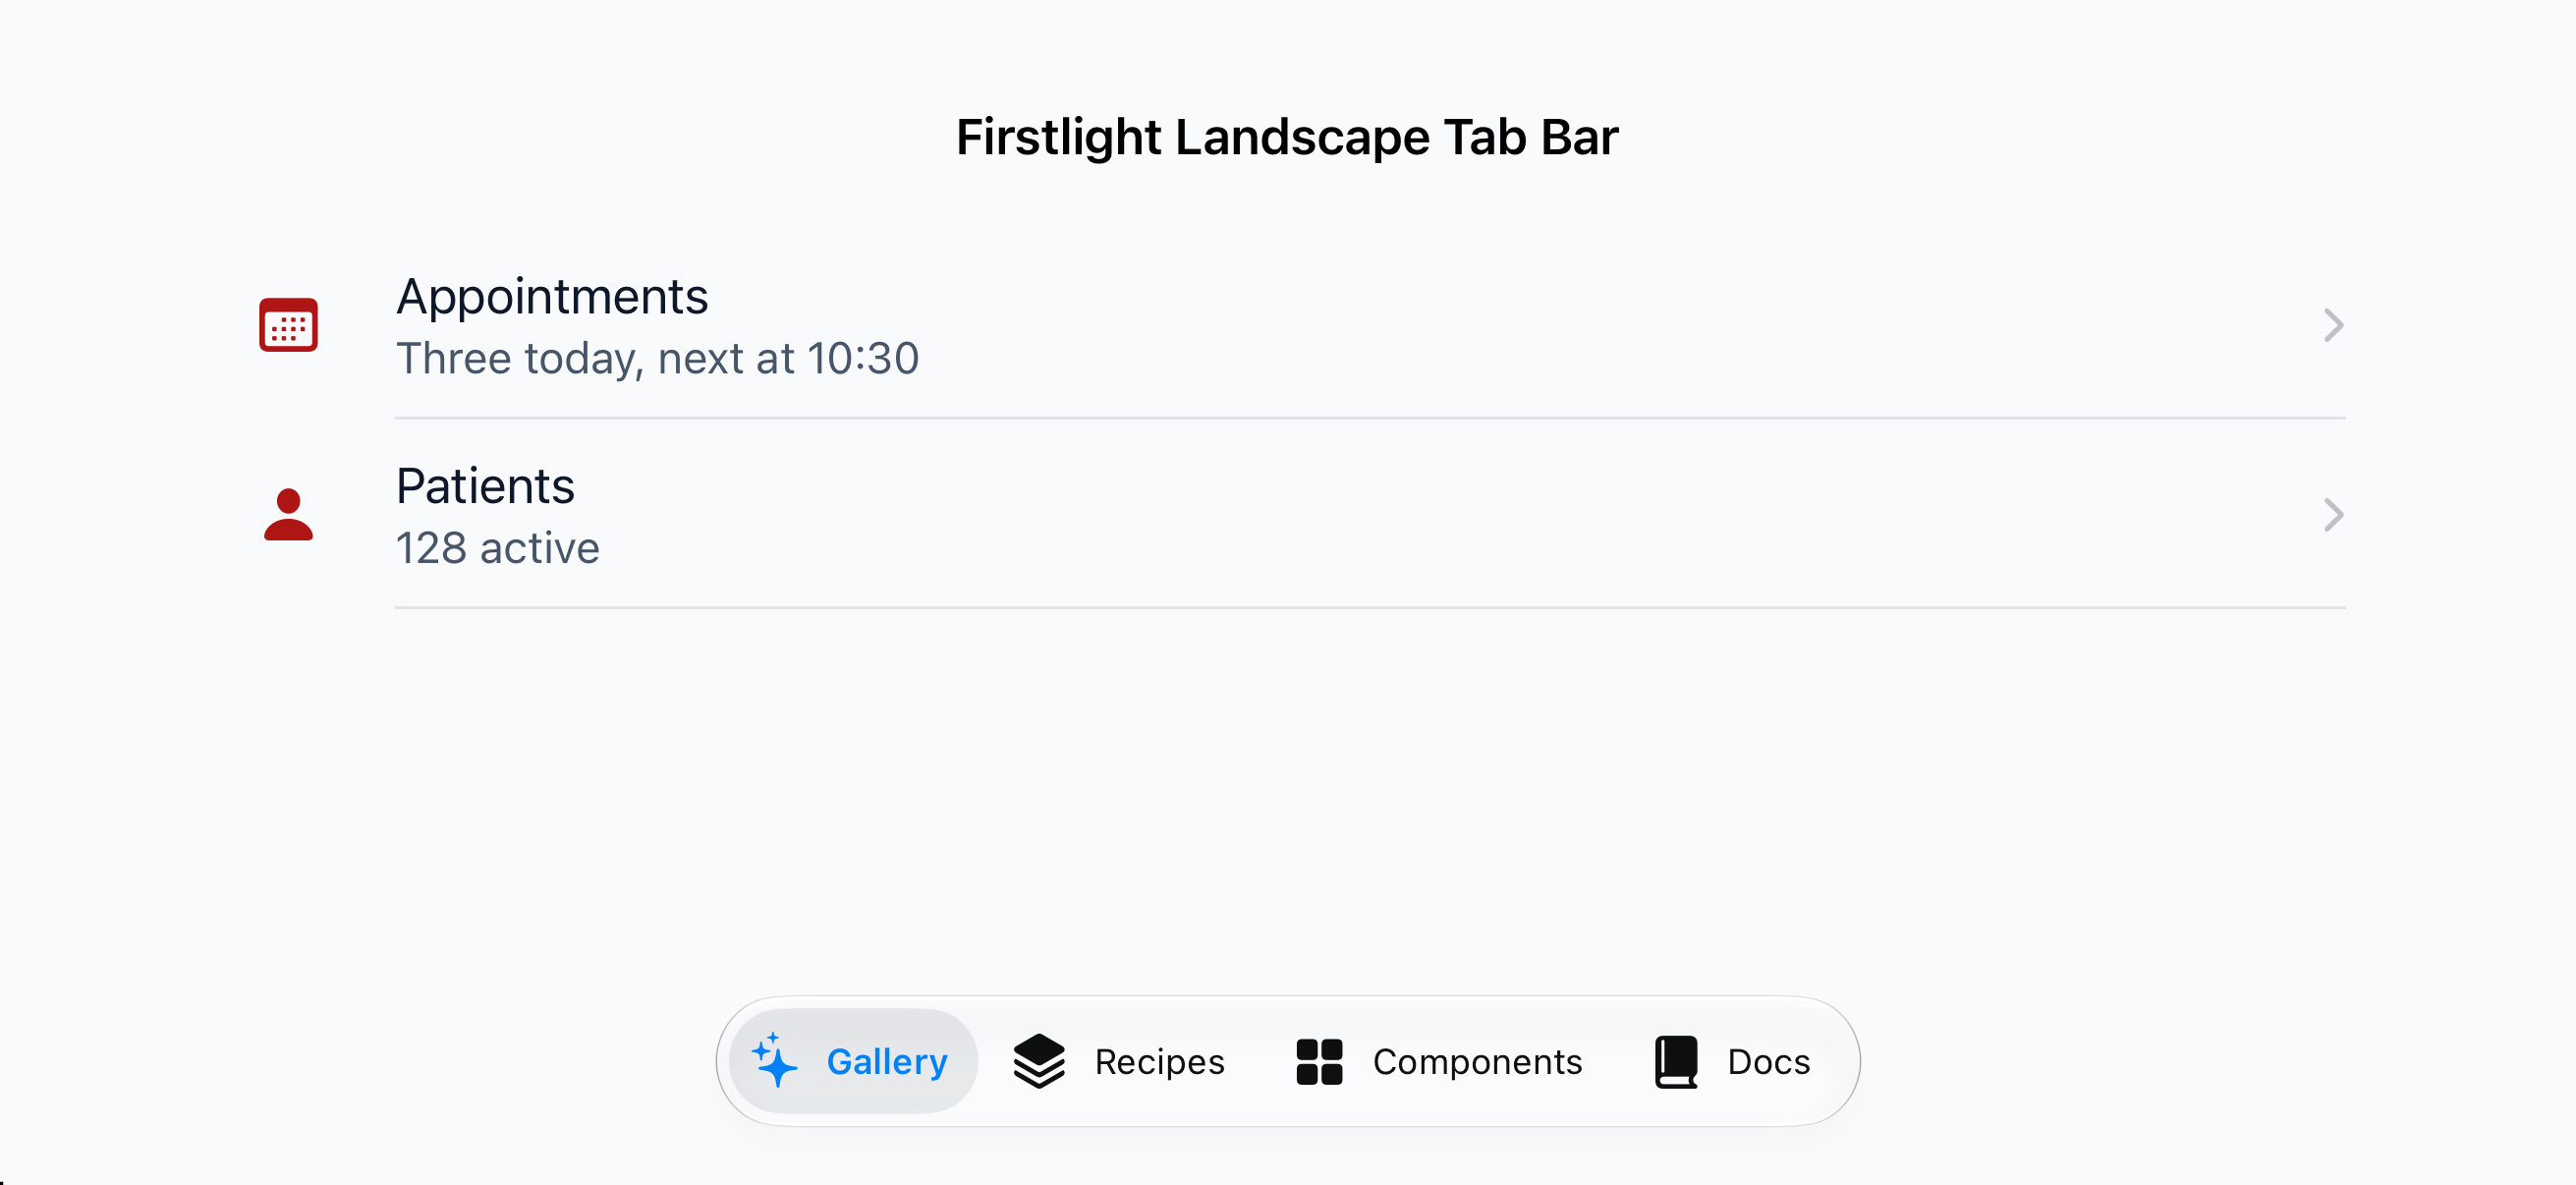 Firstlight Landscape Tab Bar
Appointments
Three today, next at 10:30
Patients
128 active
Gallery
Recipes
Components
Docs